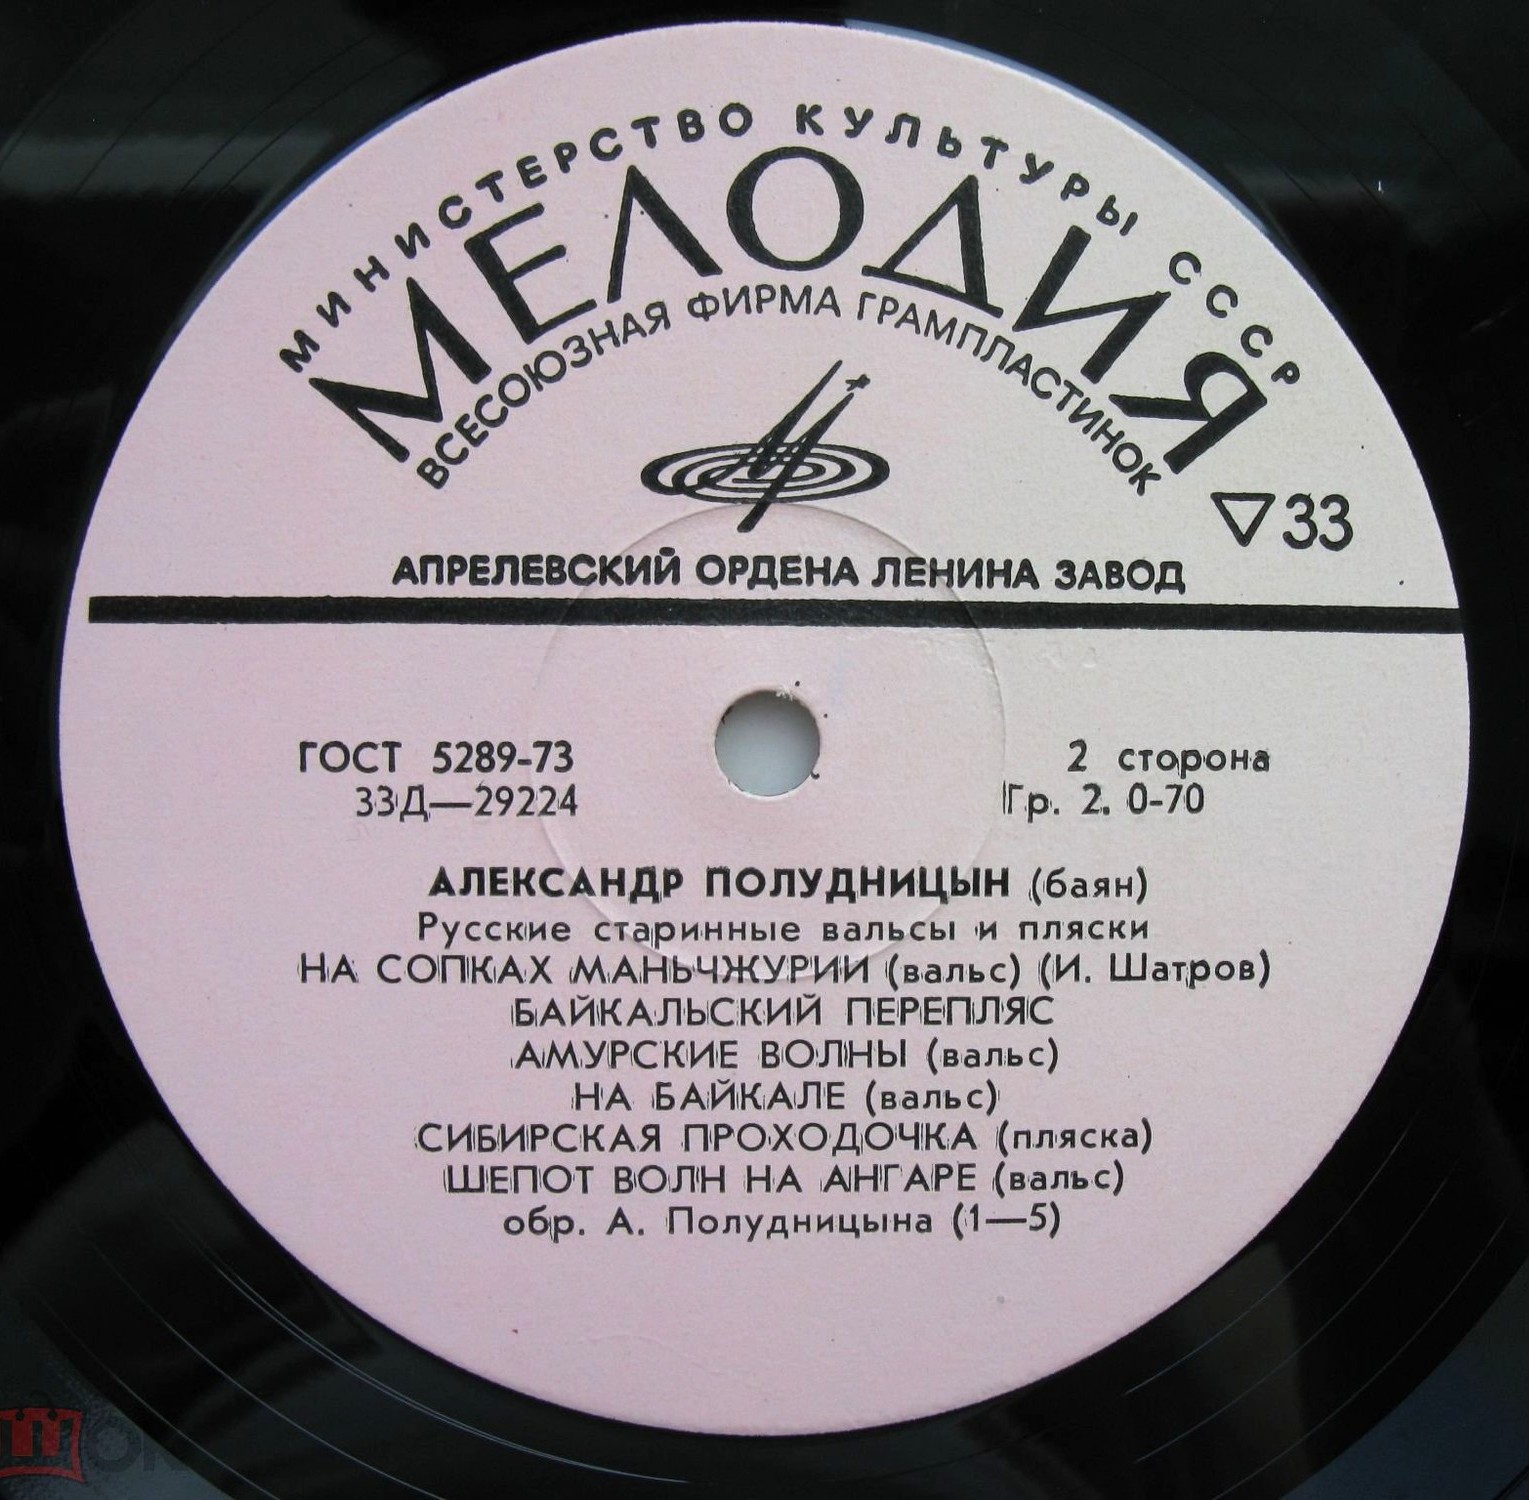 МИНИСТЕРСТВО КУЛЬТУРЫ СССР
МЕЛОДИЯ
ВСЕСОЮЗНАЯ ФИРМА ГРАМПЛАСТИНОК
▽33
АПРЕЛЕВСКИЙ ОРДЕНА ЛЕНИНА ЗАВОД
ГОСТ 5289-73
33Д—29224
2 сторона
Гр. 2. 0-70
АЛЕКСАНДР ПОЛУДНИЦЫН (баян)
Русские старинные вальсы и пляски
НА СОПКАХ МАНЬЧЖУРИИ (вальс) (И. Шатров)
БАЙКАЛЬСКИЙ ПЕРЕПЛЯС
АМУРСКИЕ ВОЛНЫ (вальс)
НА БАЙКАЛЕ (вальс)
СИБИРСКАЯ ПРОХОДОЧКА (пляска)
ШЕПОТ ВОЛН НА АНГАРЕ (вальс)
обр. А. Полудницына (1—5)